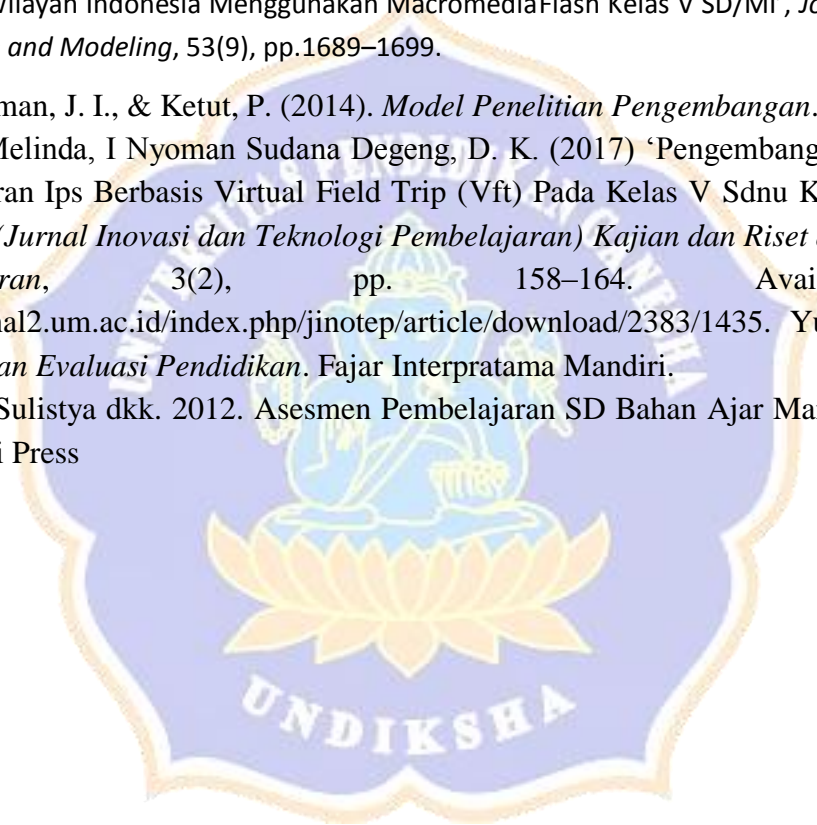 Wilayah Indonesia Menggunakan MacromediaFlash Kelas V SD/MI',
and Modeling, 53(9), pp.1689–1699.
man, J. I., & Ketut, P. (2014). Model Penelitian Pengembangan.
Melinda, I Nyoman Sudana Degeng, D. K. (2017) ‘Pengembang
ran Ips Berbasis Virtual Field Trip (Vft) Pada Kelas V Sdnu K
(Jurnal Inovasi dan Teknologi Pembelajaran) Kajian dan Riset
ran, 3(2), pp. 158–164. Avai
nal2.um.ac.id/index.php/jinotep/article/download/2383/1435. Yu
an Evaluasi Pendidikan. Fajar Interpratama Mandiri.
Sulistya dkk. 2012. Asesmen Pembelajaran SD Bahan Ajar Ma
i Press
UNIVERSITAS PENDIDIKAN GANESHA
UNDIKSHA